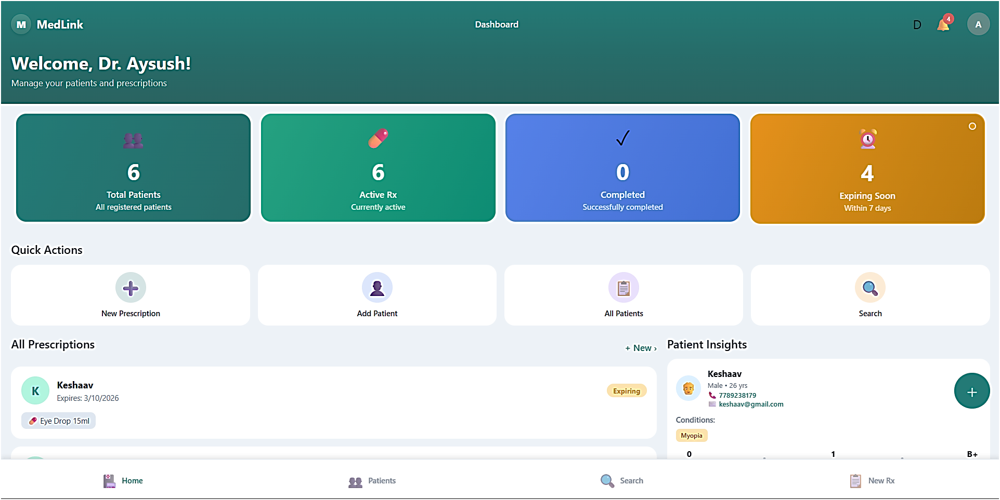 M MedLink
Dashboard
D
4
A
Welcome, Dr. Aysush!
Manage your patients and prescriptions
6
Total Patients
All registered patients
6
Active Rx
Currently active
0
Completed
Successfully completed
4
Expiring Soon
Within 7 days
Quick Actions
New Prescription
Add Patient
All Patients
Search
All Prescriptions
+ New ›
K
Keshaav
Expires: 3/10/2026
Expiring
Eye Drop 15ml
Patient Insights
Keshaav
Male • 26 yrs
7789238179
keshaav@gmail.com
+
Conditions:
Myopia
0
1
B+
Home
Patients
Search
New Rx